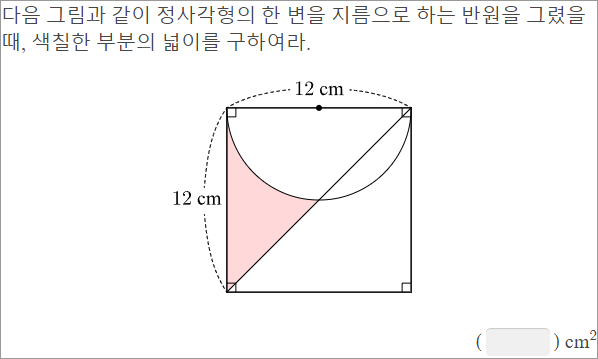 다음 그림과 같이 정사각형의 한 변을 지름으로 하는 반원을 그렸을
때, 색칠한 부분의 넓이를 구하여라.
12 cm
12 cm
( ) cm²